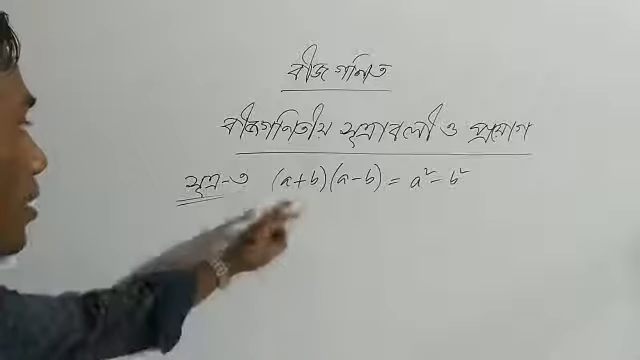 বীজ গণিত
বীজগণিতীয় সূত্রাবলী ও প্রয়োগ
সূত্র-৩ (a+b)(a-b) = a² - b²